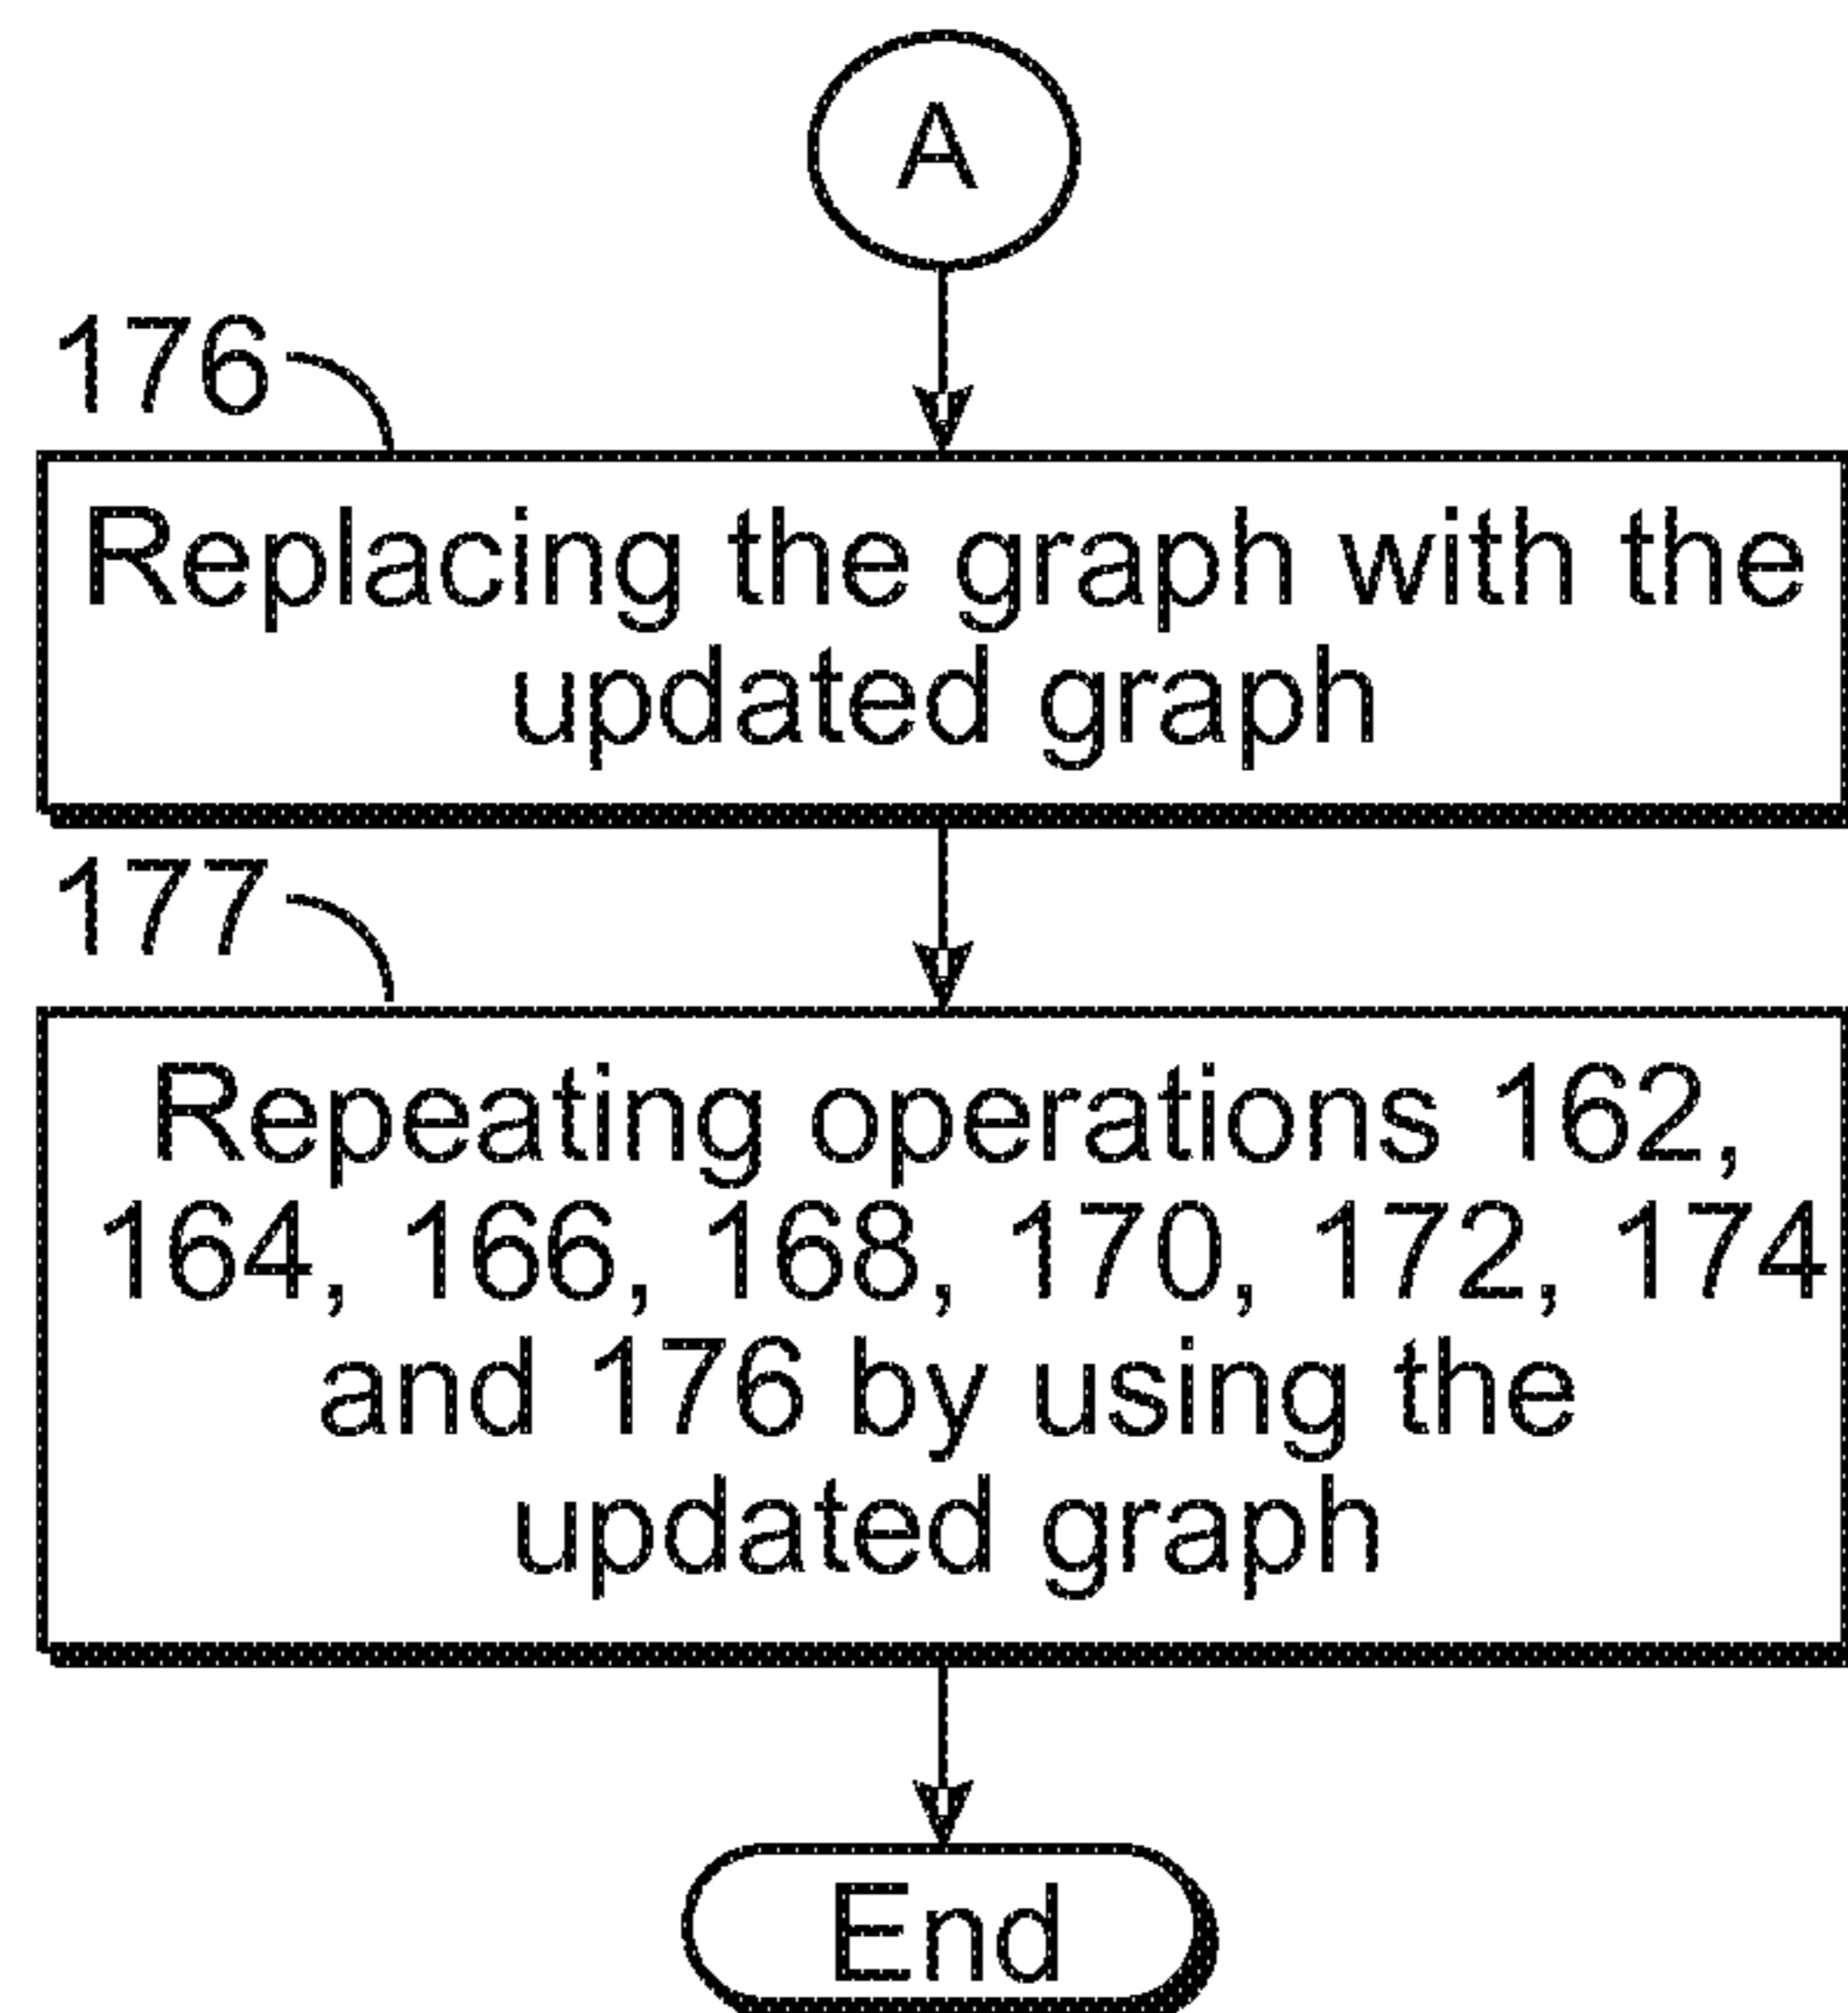 A
176
Replacing the graph with the
updated graph
177
Repeating operations 162,
164, 166, 168, 170, 172, 174
and 176 by using the
updated graph
End